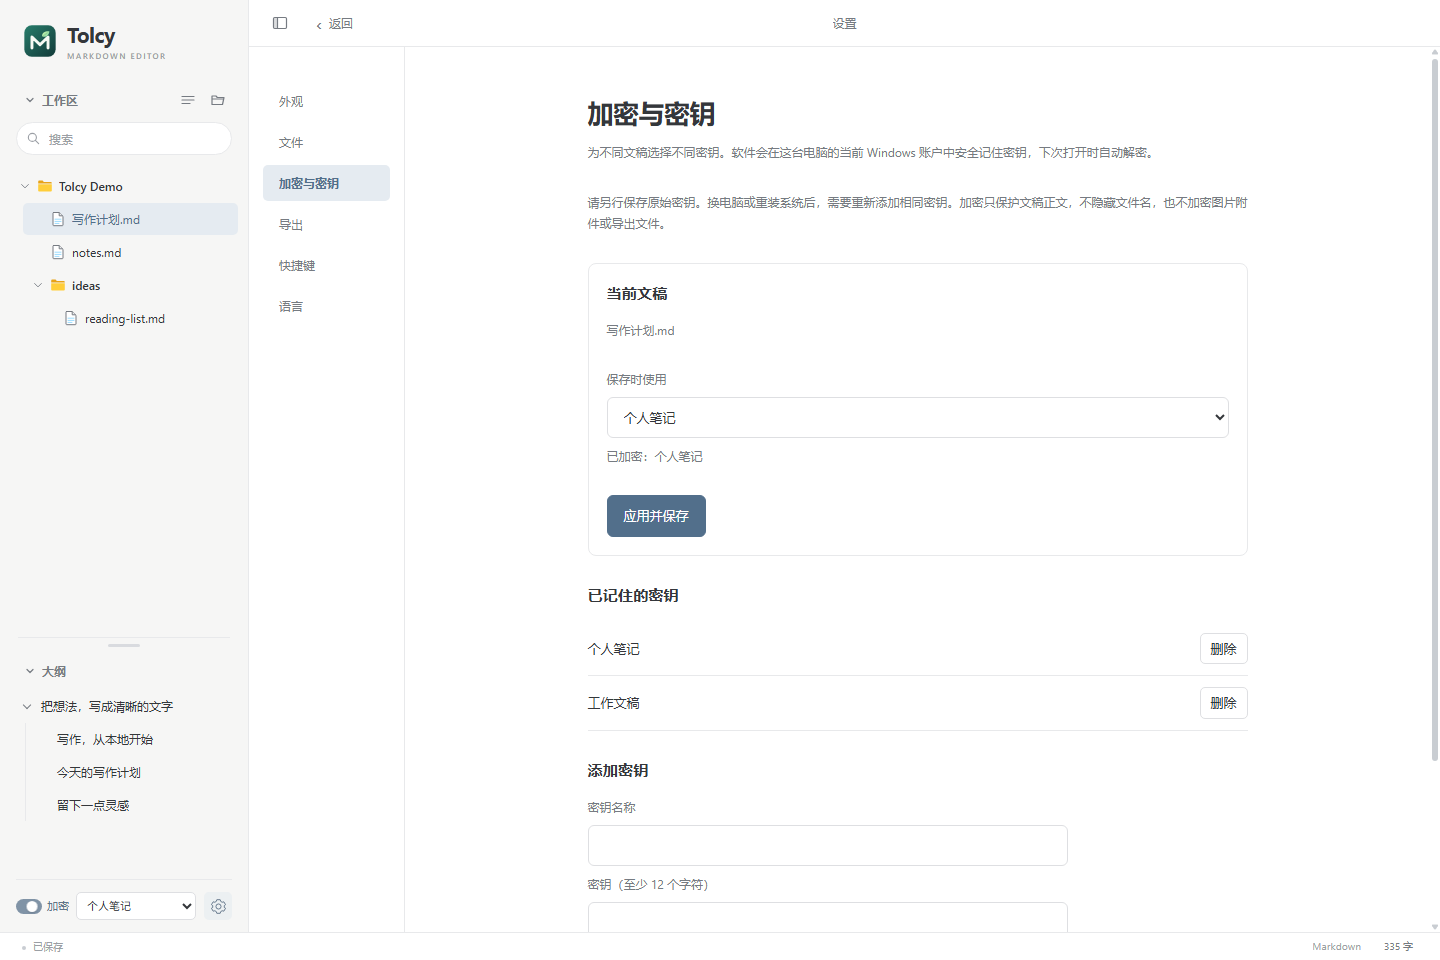 Tolcy
MARKDOWN EDITOR
工作区
搜索
Tolcy Demo
写作计划.md
notes.md
ideas
reading-list.md
大纲
把想法，写成清晰的文字
写作，从本地开始
今天的写作计划
留下一点灵感
加密
个人笔记
已保存
返回
设置
外观
文件
加密与密钥
导出
快捷键
语言
加密与密钥
为不同文稿选择不同密钥。软件会在这台电脑的当前 Windows 账户中安全记住密钥，下次打开时自动解密。
请另行保存原始密钥。换电脑或重装系统后，需要重新添加相同密钥。加密只保护文稿正文，不隐藏文件名，也不加密图片附
件或导出文件。
当前文稿
写作计划.md
保存时使用
个人笔记
已加密：个人笔记
应用并保存
已记住的密钥
个人笔记
删除
工作文稿
删除
添加密钥
密钥名称
密钥（至少 12 个字符）
Markdown
335 字